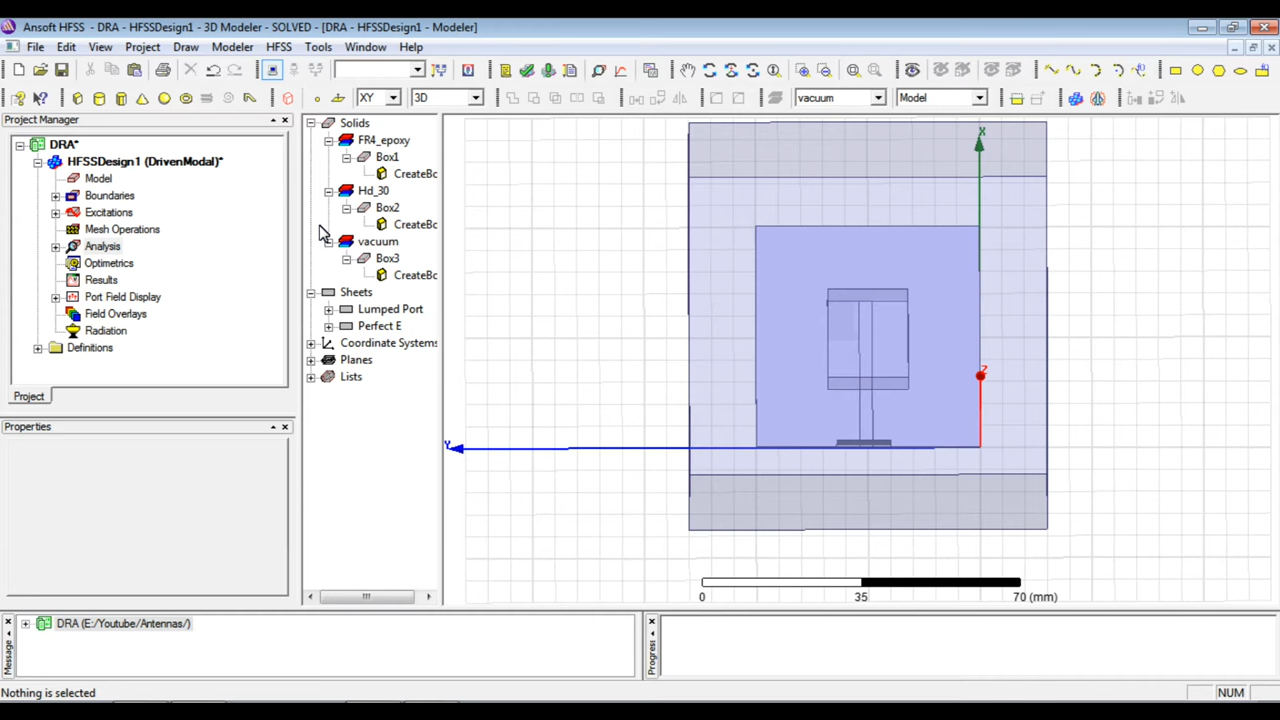 Ansoft HFSS - DRA - HFSSDesign1 - 3D Modeler - SOLVED - [DRA - HFSSDesign1 - Modeler]
File Edit View Project Draw Modeler HFSS Tools Window Help
XY 3D vacuum Model
Project Manager
DRA*
HFSSDesign1 (DrivenModal)*
Model
Boundaries
Excitations
Mesh Operations
Analysis
Optimetrics
Results
Port Field Display
Field Overlays
Radiation
Definitions
Project
Properties
Solids
FR4_epoxy
Box1
CreateBo
Hd_30
Box2
CreateBo
vacuum
Box3
CreateBo
Sheets
Lumped Port
Perfect E
Coordinate Systems
Planes
Lists
X
Z
Y
0 35 70 (mm)
Message
DRA (E:/Youtube/Antennas/)
Progress
Nothing is selected
NUM